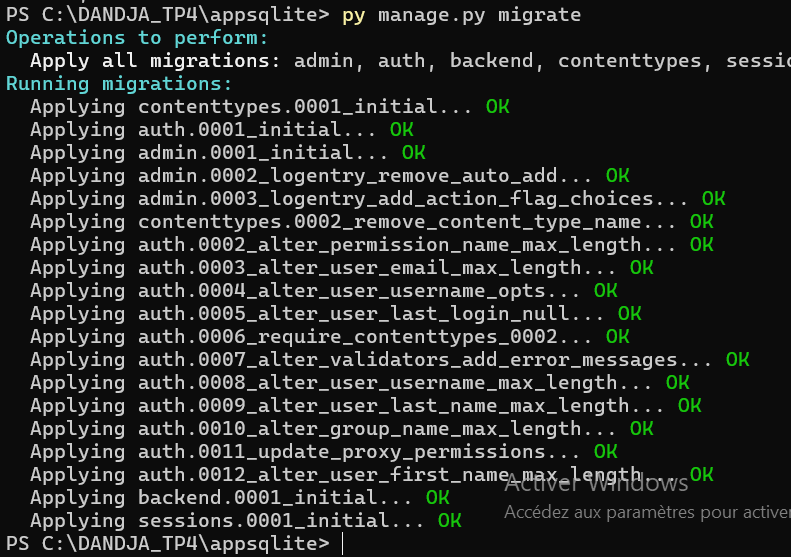 PS C:\DANDJA_TP4\appsqlite> py manage.py migrate
Operations to perform:
  Apply all migrations: admin, auth, backend, contenttypes, sessio
Running migrations:
  Applying contenttypes.0001_initial... OK
  Applying auth.0001_initial... OK
  Applying admin.0001_initial... OK
  Applying admin.0002_logentry_remove_auto_add... OK
  Applying admin.0003_logentry_add_action_flag_choices... OK
  Applying contenttypes.0002_remove_content_type_name... OK
  Applying auth.0002_alter_permission_name_max_length... OK
  Applying auth.0003_alter_user_email_max_length... OK
  Applying auth.0004_alter_user_username_opts... OK
  Applying auth.0005_alter_user_last_login_null... OK
  Applying auth.0006_require_contenttypes_0002... OK
  Applying auth.0007_alter_validators_add_error_messages... OK
  Applying auth.0008_alter_user_username_max_length... OK
  Applying auth.0009_alter_user_last_name_max_length... OK
  Applying auth.0010_alter_group_name_max_length... OK
  Applying auth.0011_update_proxy_permissions... OK
  Applying auth.0012_alter_user_first_name_max_length... OK
Activer Windows
  Applying backend.0001_initial... OK
Accédez aux paramètres pour activer
  Applying sessions.0001_initial... OK
PS C:\DANDJA_TP4\appsqlite>